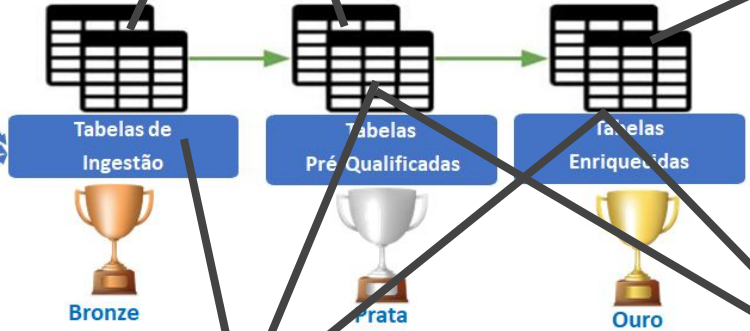 Tabelas de
Ingestão
Tabelas
Pré-Qualificadas
Tabelas
Enriquecidas
Bronze
Prata
Ouro